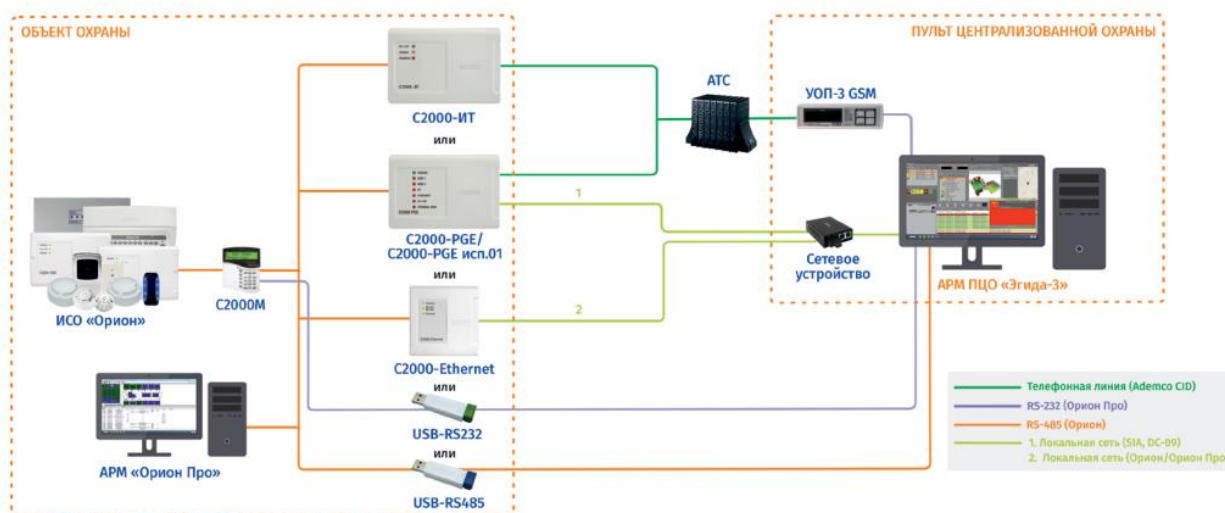 ОБЪЕКТ ОХРАНЫ
ПУЛЬТ ЦЕНТРАЛИЗОВАННОЙ ОХРАНЫ
С2000-ИТ
или
АТС
УОП-3 GSM
1
С2000-PGE/
С2000-PGE исп.01
или
Сетевое
устройство
АРМ ПЦО «Эгида-3»
С2000М
ИСО «Орион»
2
С2000-Ethernet
или
USB-RS232
или
USB-RS485
АРМ «Орион Про»
Телефонная линия (Ademco CID)
RS-232 (Орион Про)
RS-485 (Орион)
1. Локальная сеть (SIA, DC-09)
2. Локальная сеть (Орион/Орион Про